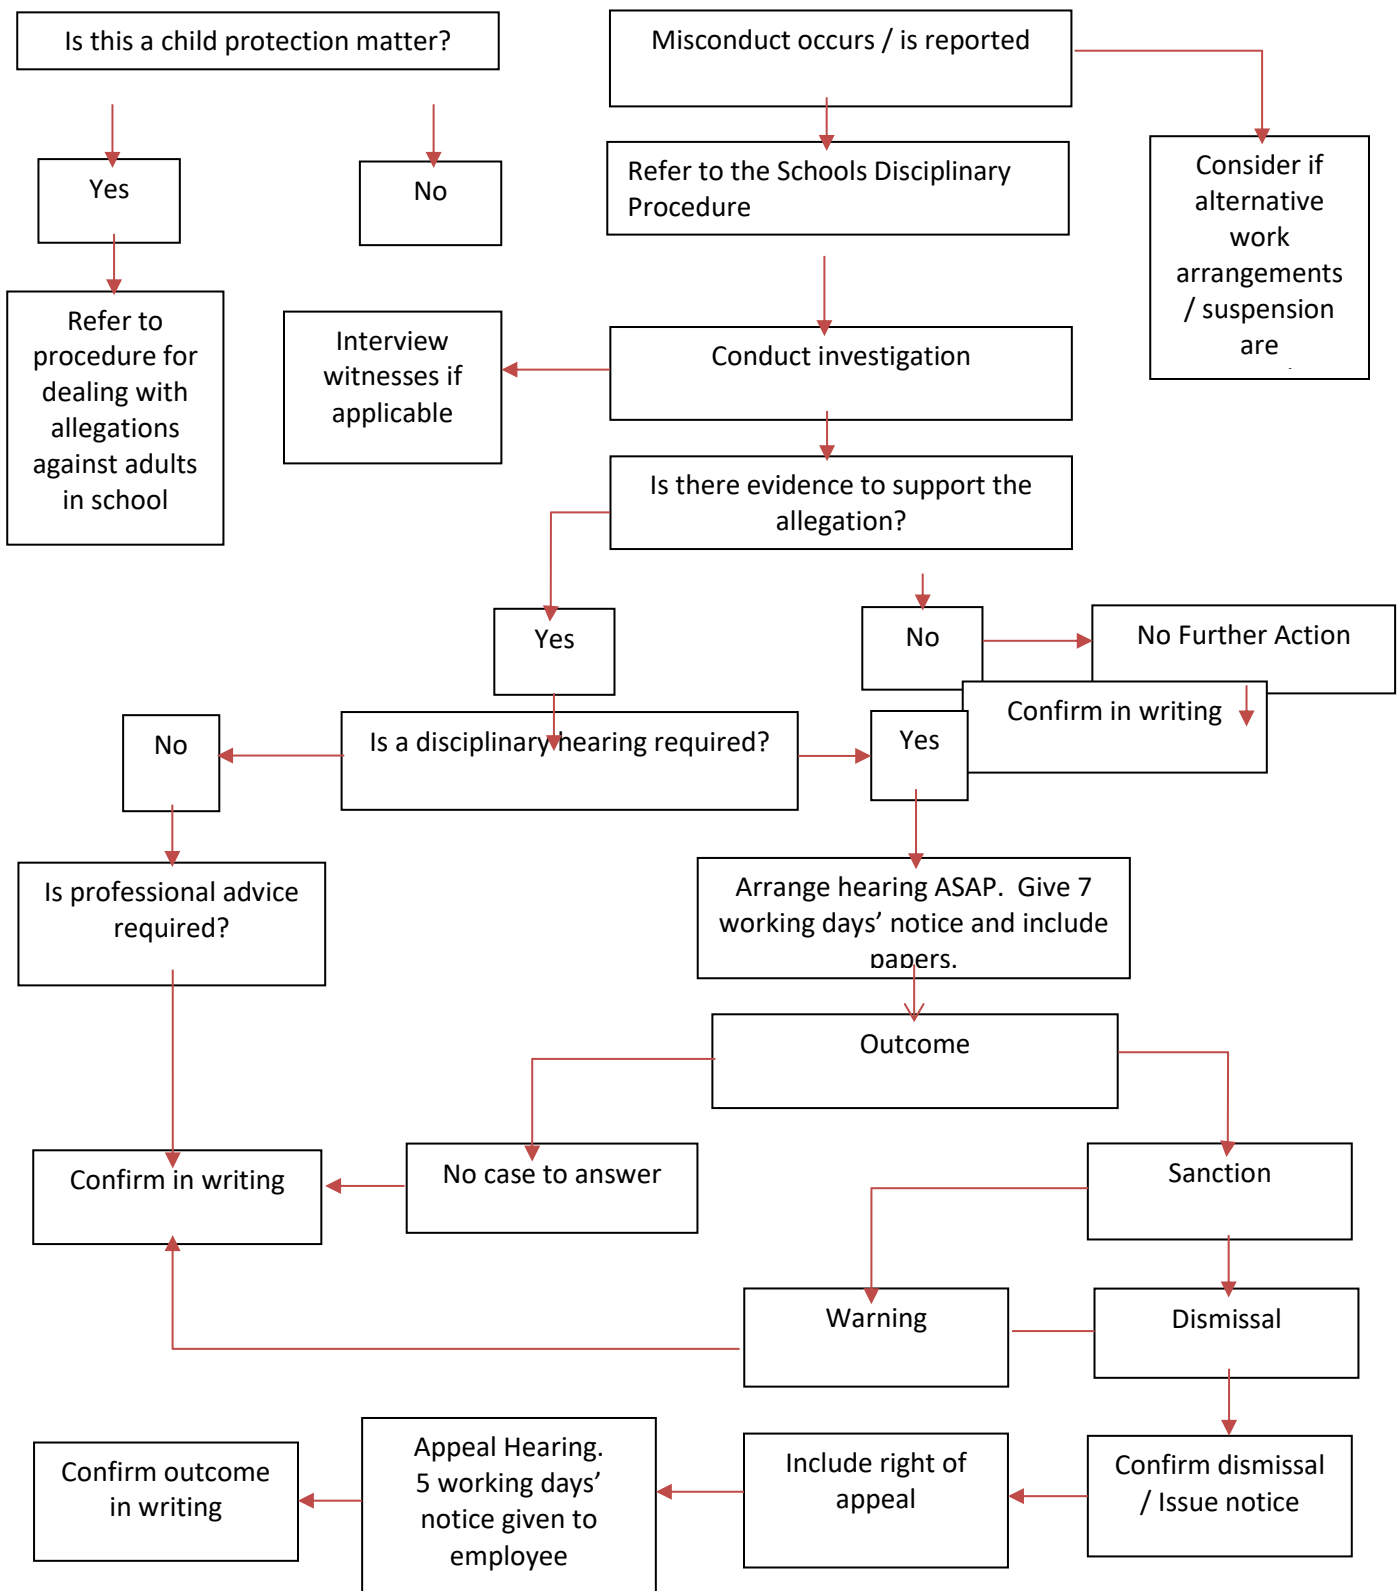 Is this a child protection matter?
Misconduct occurs / is reported
Yes
No
Refer to the Schools Disciplinary
Procedure
Consider if
alternative
work
arrangements
/ suspension
are
Refer to
procedure for
dealing with
allegations
against adults
in school
Interview
witnesses if
applicable
Conduct investigation
Is there evidence to support the
allegation?
Yes
No
No Further Action
Confirm in writing
No
Is a disciplinary hearing required?
Yes
Is professional advice
required?
Arrange hearing ASAP.  Give 7
working days’ notice and include
papers.
Outcome
Confirm in writing
No case to answer
Sanction
Warning
Dismissal
Confirm outcome
in writing
Appeal Hearing.
5 working days’
notice given to
employee
Include right of
appeal
Confirm dismissal
/ Issue notice